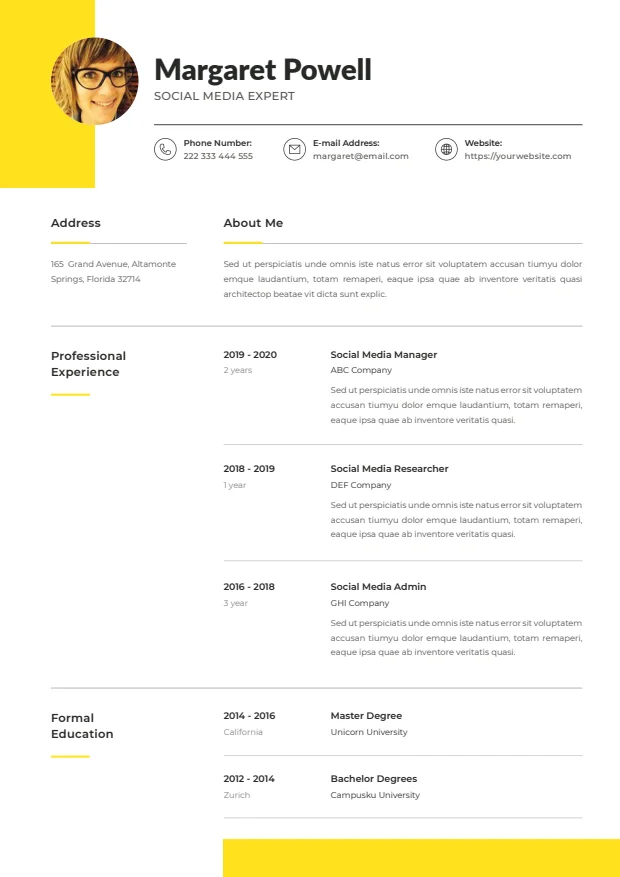 Margaret Powell
SOCIAL MEDIA EXPERT
Phone Number:
222 333 444 555
E-mail Address:
margaret@email.com
Website:
https://yourwebsite.com
Address
165 Grand Avenue, Altamonte
Springs, Florida 32714
About Me
Sed ut perspiciatis unde omnis iste natus error sit voluptatem accusan tiumyu dolor
emque laudantium, totam remaperi, eaque ipsa quae ab inventore veritatis quasi
architectop beatae vit dicta sunt explic.
Professional
Experience
2019 - 2020
2 years
Social Media Manager
ABC Company
Sed ut perspiciatis unde omnis iste natus error sit voluptatem
accusan tiumyu dolor emque laudantium, totam remaperi,
eaque ipsa quae ab inventore veritatis quasi.
2018 - 2019
1 year
Social Media Researcher
DEF Company
Sed ut perspiciatis unde omnis iste natus error sit voluptatem
accusan tiumyu dolor emque laudantium, totam remaperi,
eaque ipsa quae ab inventore veritatis quasi.
2016 - 2018
3 year
Social Media Admin
GHI Company
Sed ut perspiciatis unde omnis iste natus error sit voluptatem
accusan tiumyu dolor emque laudantium, totam remaperi,
eaque ipsa quae ab inventore veritatis quasi.
Formal
Education
2014 - 2016
California
Master Degree
Unicorn University
2012 - 2014
Zurich
Bachelor Degrees
Campusku University